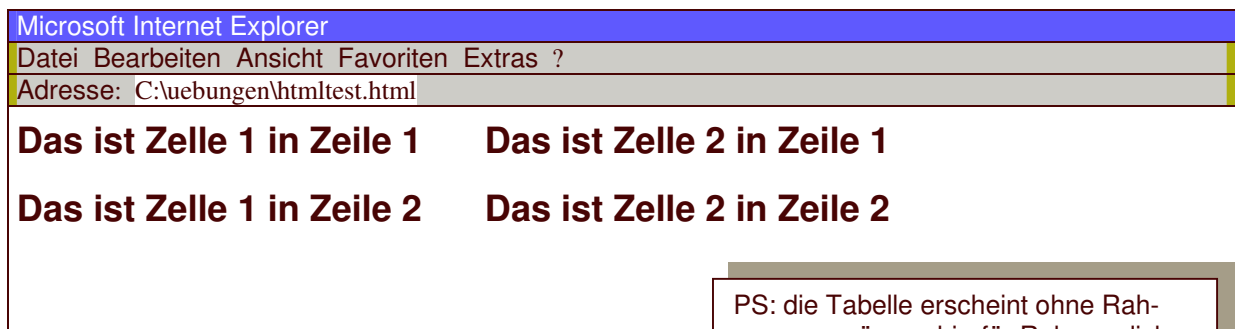 Microsoft Internet Explorer
Datei Bearbeiten Ansicht Favoriten Extras ?
Adresse: C:\uebungen\htmltest.html
Das ist Zelle 1 in Zeile 1 Das ist Zelle 2 in Zeile 1
Das ist Zelle 1 in Zeile 2 Das ist Zelle 2 in Zeile 2
PS: die Tabelle erscheint ohne Rah-